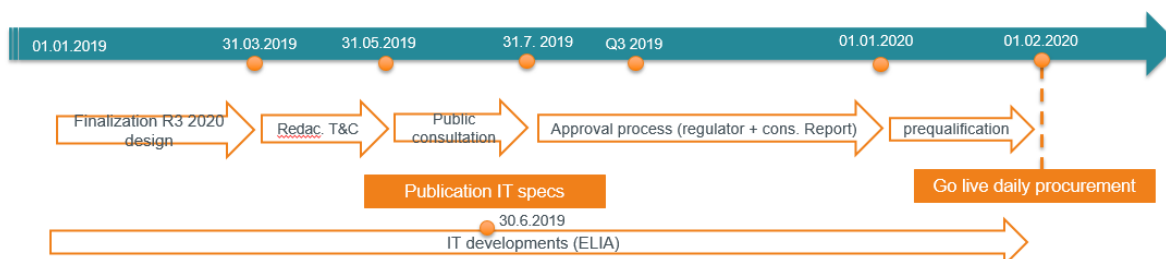 01.01.2019
31.03.2019
31.05.2019
31.7. 2019
Q3 2019
01.01.2020
01.02.2020
Finalization R3 2020
design
Redac. T&C
Public
consultation
Approval process (regulator + cons. Report)
prequalification
Publication IT specs
Go live daily procurement
30.6.2019
IT developments (ELIA)